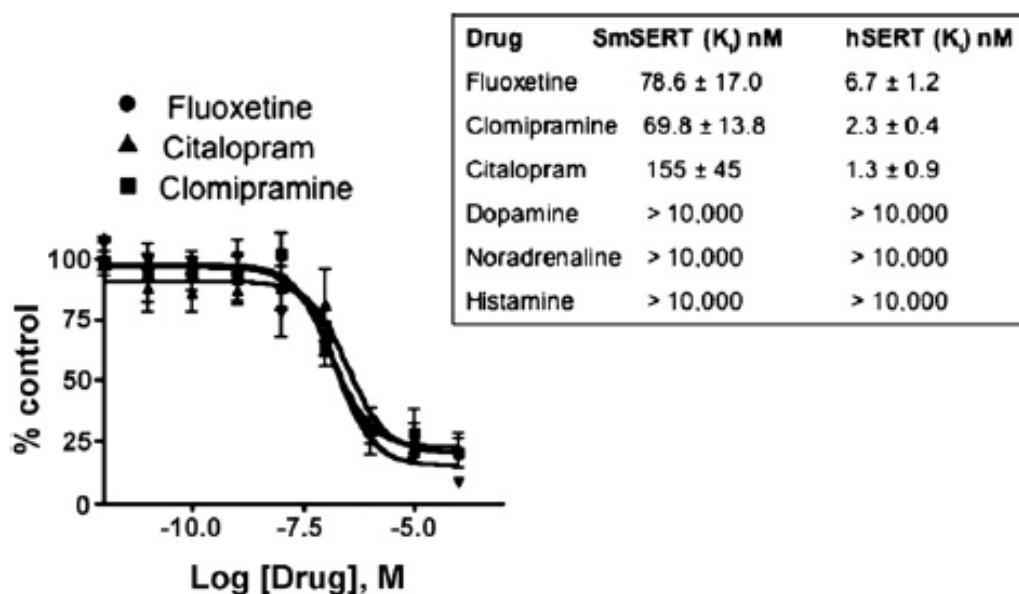 Drug SmSERT (Ki) nM hSERT (Ki) nM
Fluoxetine 78.6 ± 17.0 6.7 ± 1.2
Clomipramine 69.8 ± 13.8 2.3 ± 0.4
Citalopram 155 ± 45 1.3 ± 0.9
Dopamine > 10.000 > 10.000
Noradrenaline > 10.000 > 10.000
Histamine > 10.000 > 10.000
Fluoxetine
Citalopram
Clomipramine
100
75
50
25
0
% control
-10.0 -7.5 -5.0
Log [Drug], M